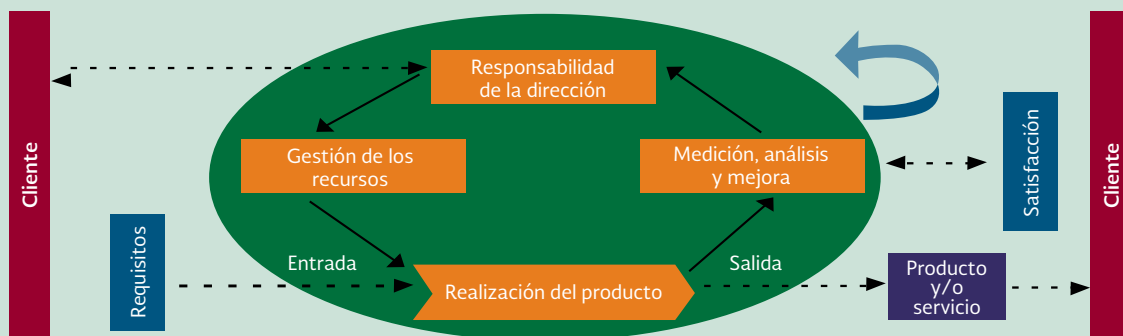 Cliente
Responsabilidad
de la dirección
Gestión de los
recursos
Medición, análisis
y mejora
Satisfacción
Cliente
Requisitos
Entrada
Realización del producto
Salida
Producto
y/o
servicio